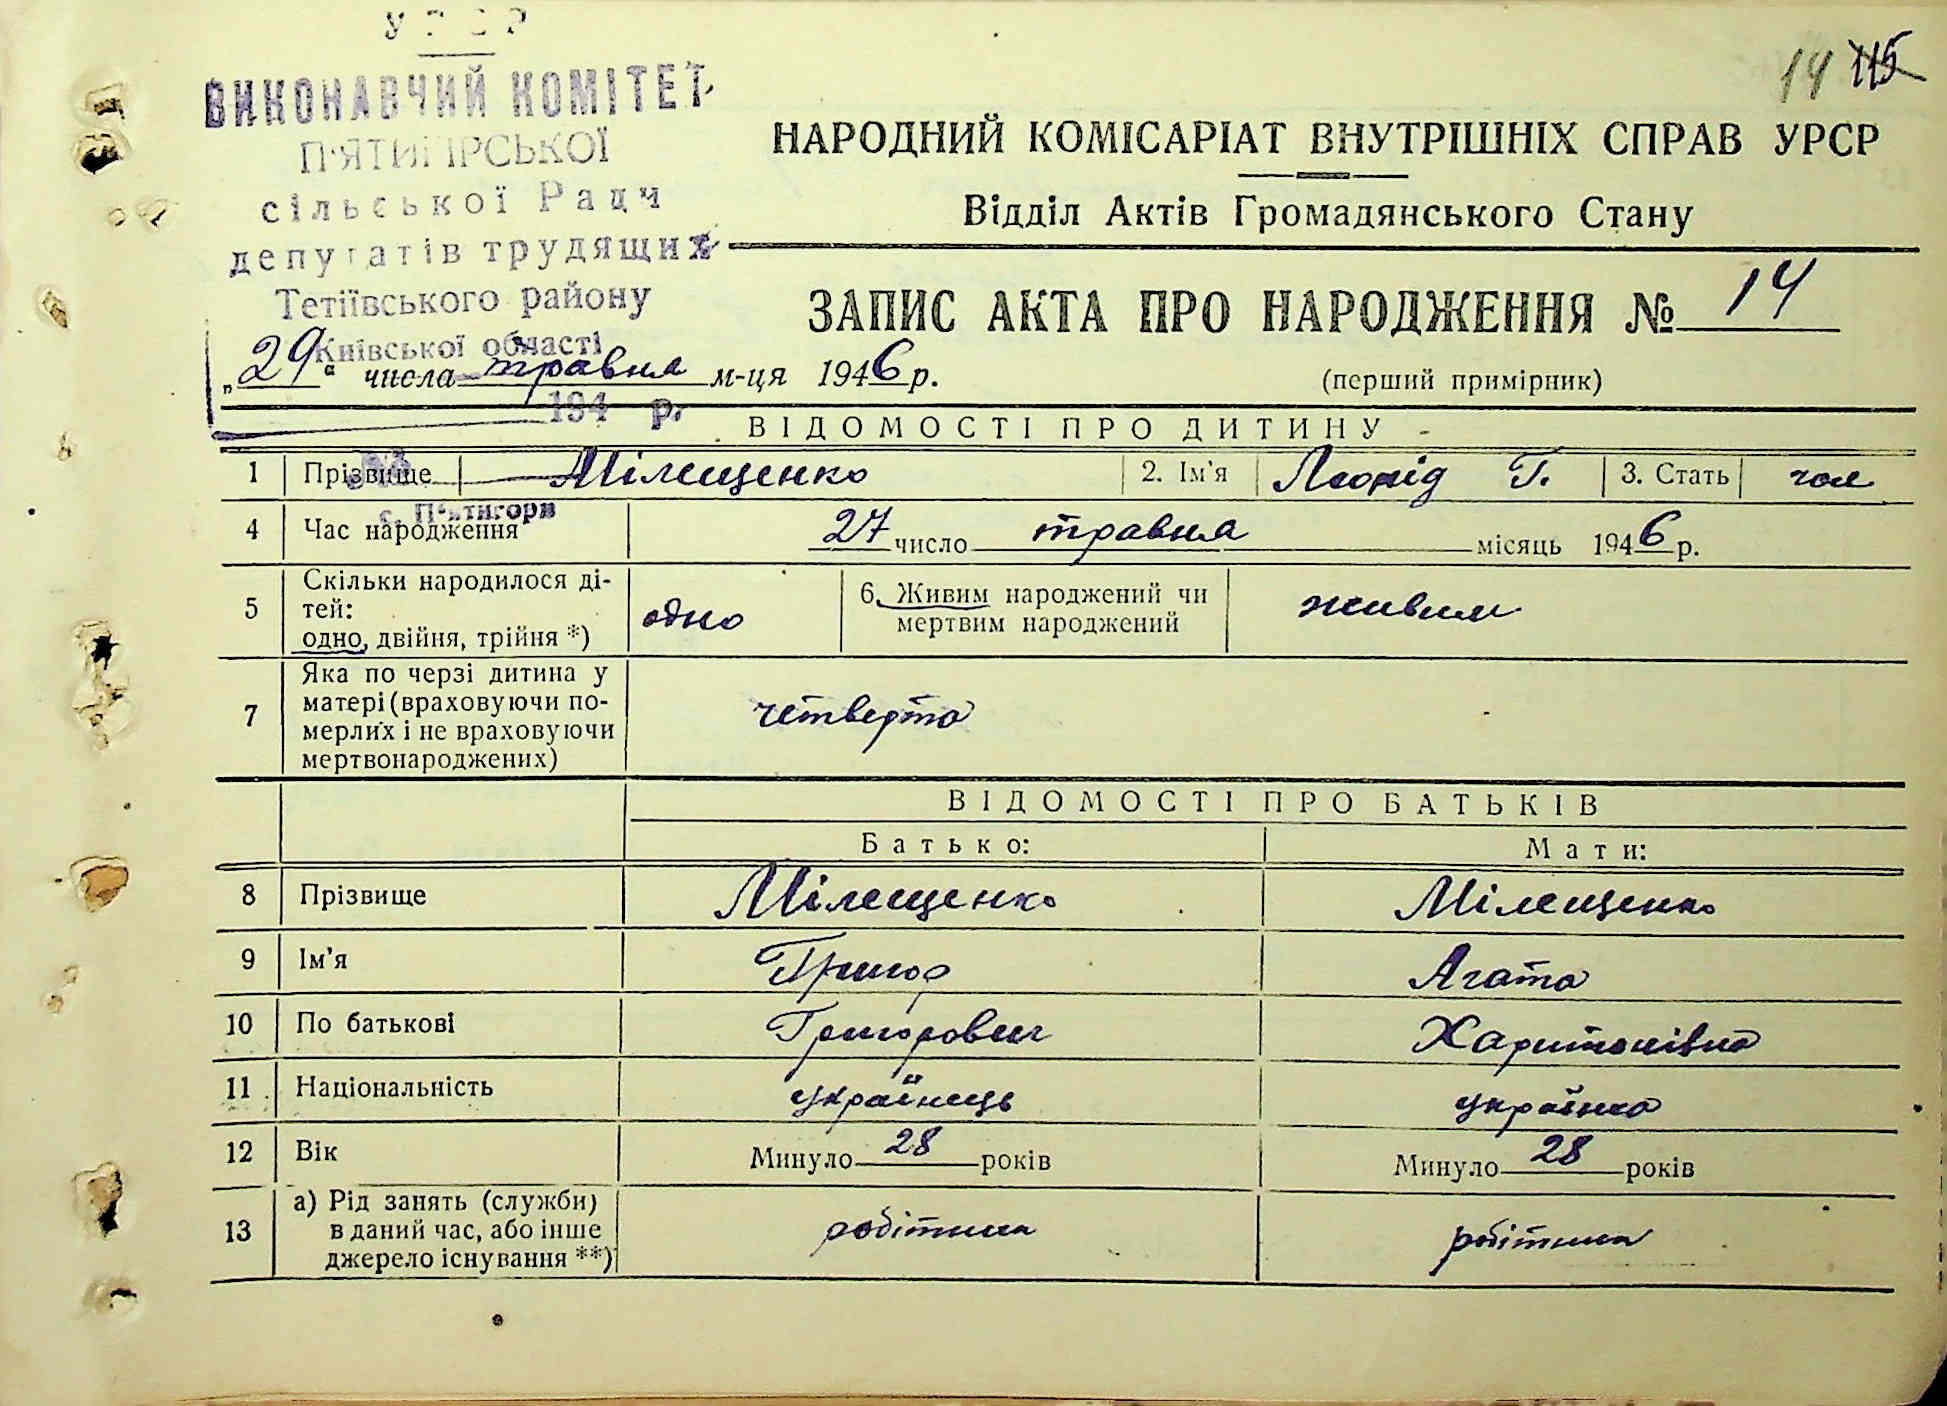 УРСР
ВИКОНАВЧИЙ КОМІТЕТ
П'ЯТИГІРСЬКОЇ
сільської Ради
депутатів трудящих
Тетіївського району
Київської області
194 р.
№
с. П'ятигори
14 115
НАРОДНИЙ КОМІСАРІАТ ВНУТРІШНІХ СПРАВ УРСР
Відділ Актів Громадянського Стану
ЗАПИС АКТА ПРО НАРОДЖЕННЯ № 14
„29“ числа травня м-ця 1946 р.
(перший примірник)
ВІДОМОСТІ ПРО ДИТИНУ
1 Прізвище Мілещенко 2. Ім'я Леонід Г. 3. Стать чол
4 Час народження 27 число травня місяць 1946 р.
5 Скільки народилося ді-
тей:
одно, двійня, трійня *) одно
6. Живим народжений чи
мертвим народжений живим
7 Яка по черзі дитина у
матері (враховуючи по-
мерлих і не враховуючи
мертвонароджених) четверта
ВІДОМОСТІ ПРО БАТЬКІВ
Батько: Мати:
8 Прізвище Мілещенко Мілещенко
9 Ім'я Григор Агата
10 По батькові Григорович Харитонівна
11 Національність українець українка
12 Вік Минуло 28 років Минуло 28 років
13 а) Рід занять (служби)
в даний час, або інше
джерело існування **) робітник робітниця